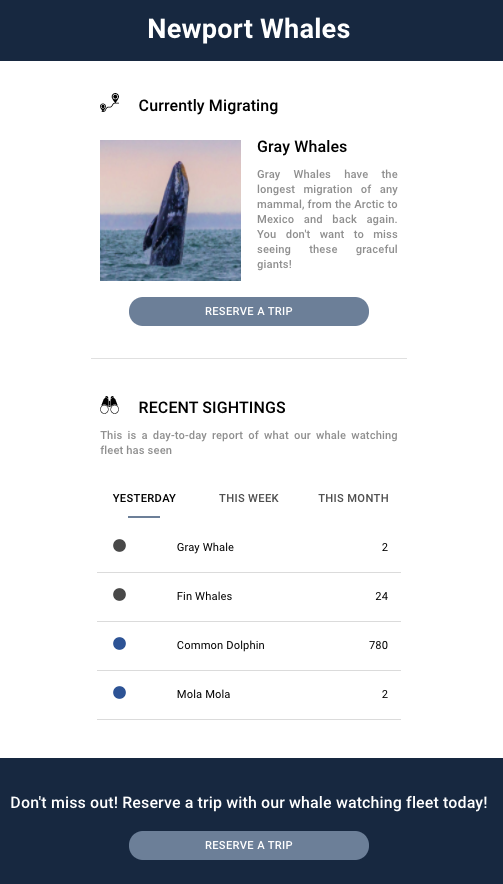 Newport Whales
Currently Migrating
Gray Whales
Gray Whales have the
longest migration of any
mammal, from the Arctic to
Mexico and back again.
You don't want to miss
seeing these graceful
giants!
RESERVE A TRIP
RECENT SIGHTINGS
This is a day-to-day report of what our whale watching
fleet has seen
YESTERDAY THIS WEEK THIS MONTH
Gray Whale 2
Fin Whales 24
Common Dolphin 780
Mola Mola 2
Don't miss out! Reserve a trip with our whale watching fleet today!
RESERVE A TRIP